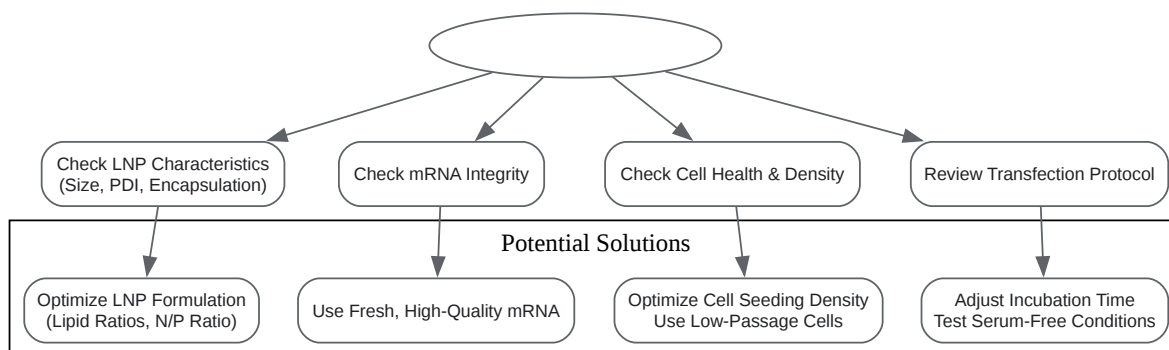 Check LNP Characteristics
(Size, PDI, Encapsulation)
Check mRNA Integrity
Check Cell Health & Density
Review Transfection Protocol
Potential Solutions
Optimize LNP Formulation
(Lipid Ratios, N/P Ratio)
Use Fresh, High-Quality mRNA
Optimize Cell Seeding Density
Use Low-Passage Cells
Adjust Incubation Time
Test Serum-Free Conditions